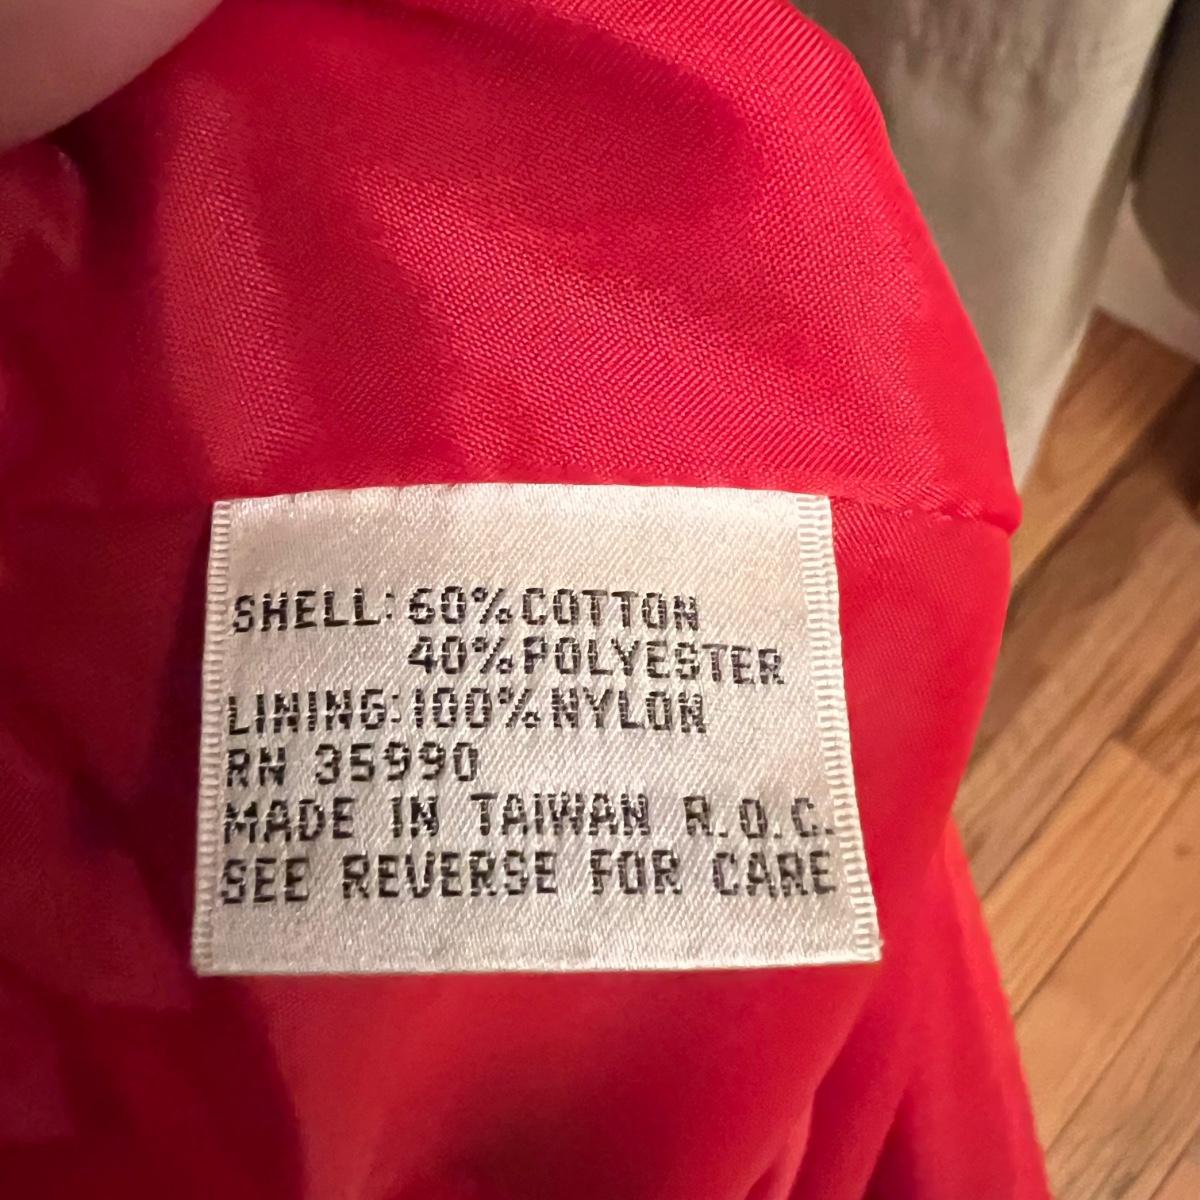 SHELL: 60% COTTON
40% POLYESTER
LINING: 100% NYLON
RN 35990
MADE IN TAIWAN R.O.C.
SEE REVERSE FOR CARE